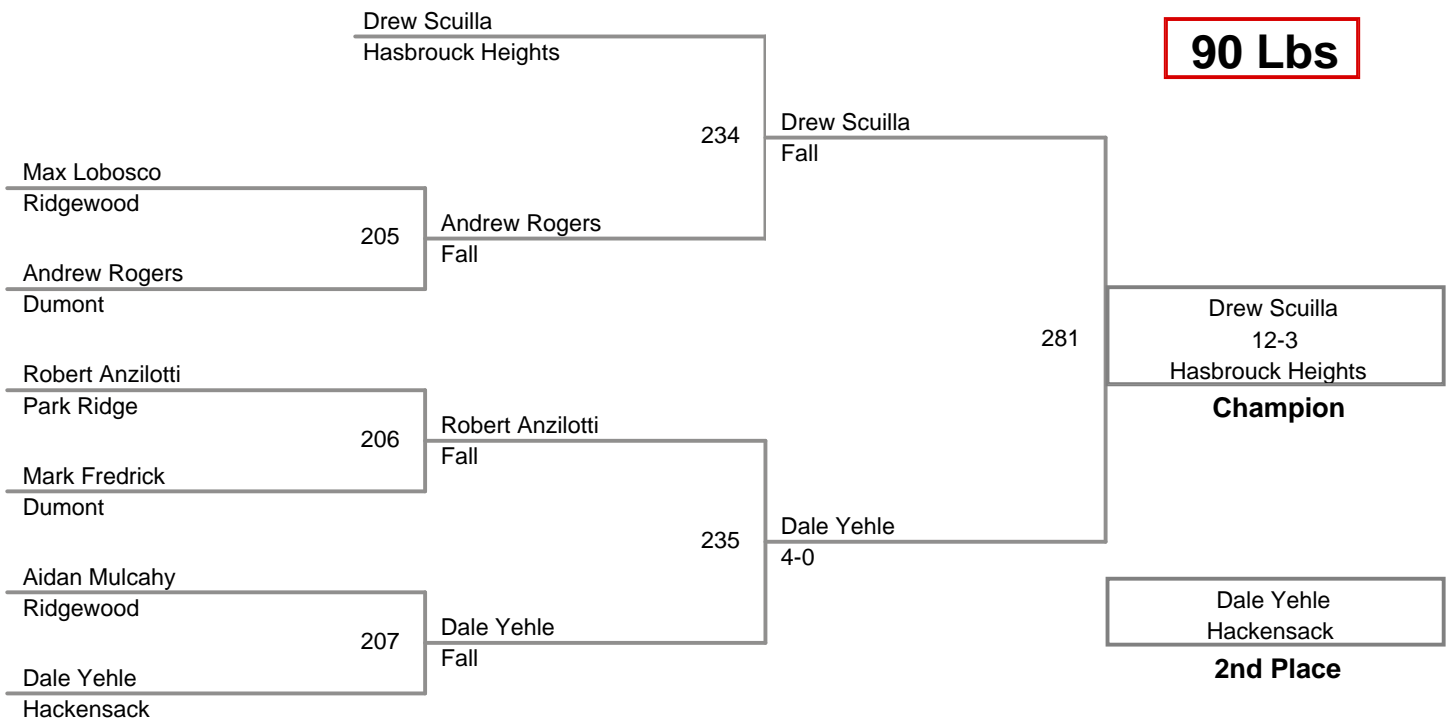 Drew Scuilla
Hasbrouck Heights
90 Lbs
234
Drew Scuilla
Fall
Max Lobosco
Ridgewood
205
Andrew Rogers
Fall
Andrew Rogers
Dumont
281
Drew Scuilla
12-3
Hasbrouck Heights
Champion
Robert Anzilotti
Park Ridge
206
Robert Anzilotti
Fall
Mark Fredrick
Dumont
235
Dale Yehle
4-0
Aidan Mulcahy
Ridgewood
207
Dale Yehle
Fall
Dale Yehle
Hackensack
Dale Yehle
Hackensack
2nd Place